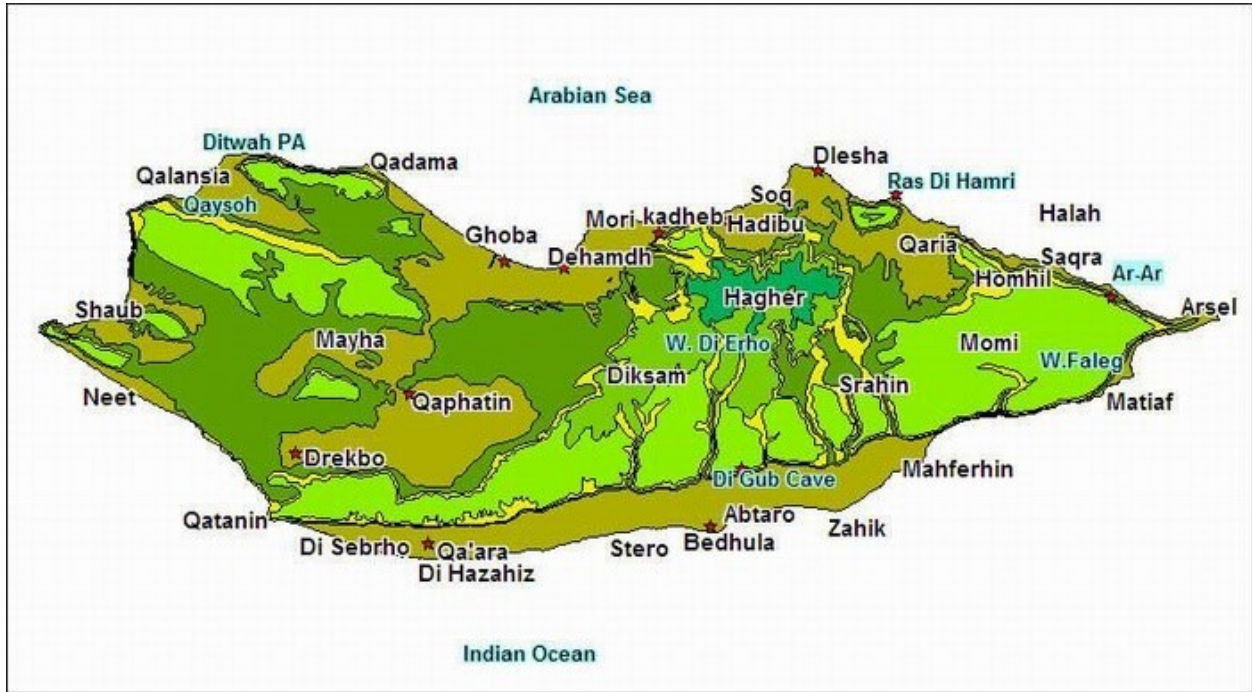 Arabian Sea
Ditwah PA
Qadama
Dlesha
Qalansia
Ras Di Hamri
Qaysoh
Soq
Halah
Mori
kadheb
Hadibu
Ghoba
Qaria
Dehamdh
Saqra
Homhil
Ar-Ar
Hagher
Shaub
Arsel
Mayha
W. Di Erho
Momi
W.Faleg
Diksam
Srahin
Neet
Qaphatin
Matiaf
Drekbo
Mahferhin
Di Gub Cave
Qatanin
Abtaro
Zahik
Di Sebrho
Qa'ara
Stero
Bedhula
Di Hazahiz
Indian Ocean